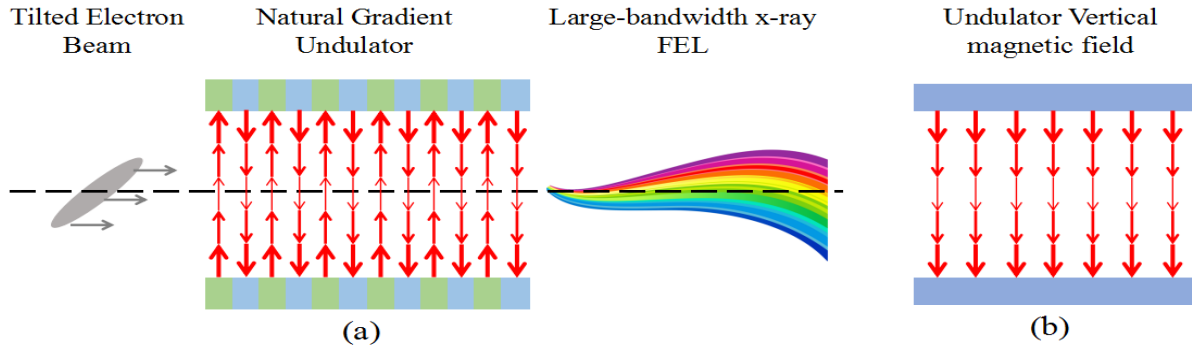 Tilted Electron
Beam
Natural Gradient
Undulator
Large-bandwidth x-ray
FEL
Undulator Vertical
magnetic field
(a)
(b)